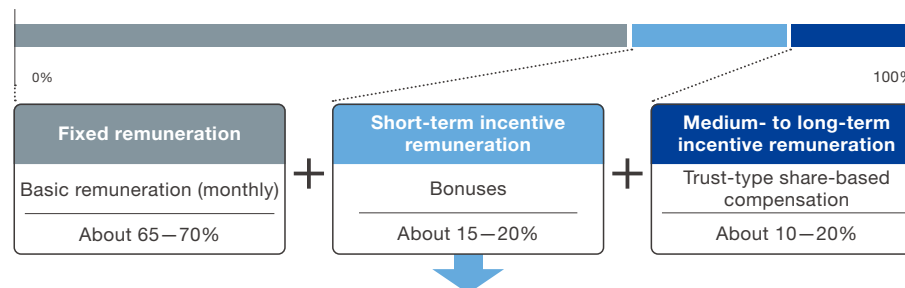 0%
100%
Fixed remuneration
Basic remuneration (monthly)
About 65—70%
+
Short-term incentive
remuneration
Bonuses
About 15—20%
+
Medium- to long-term
incentive remuneration
Trust-type share-based
compensation
About 10—20%